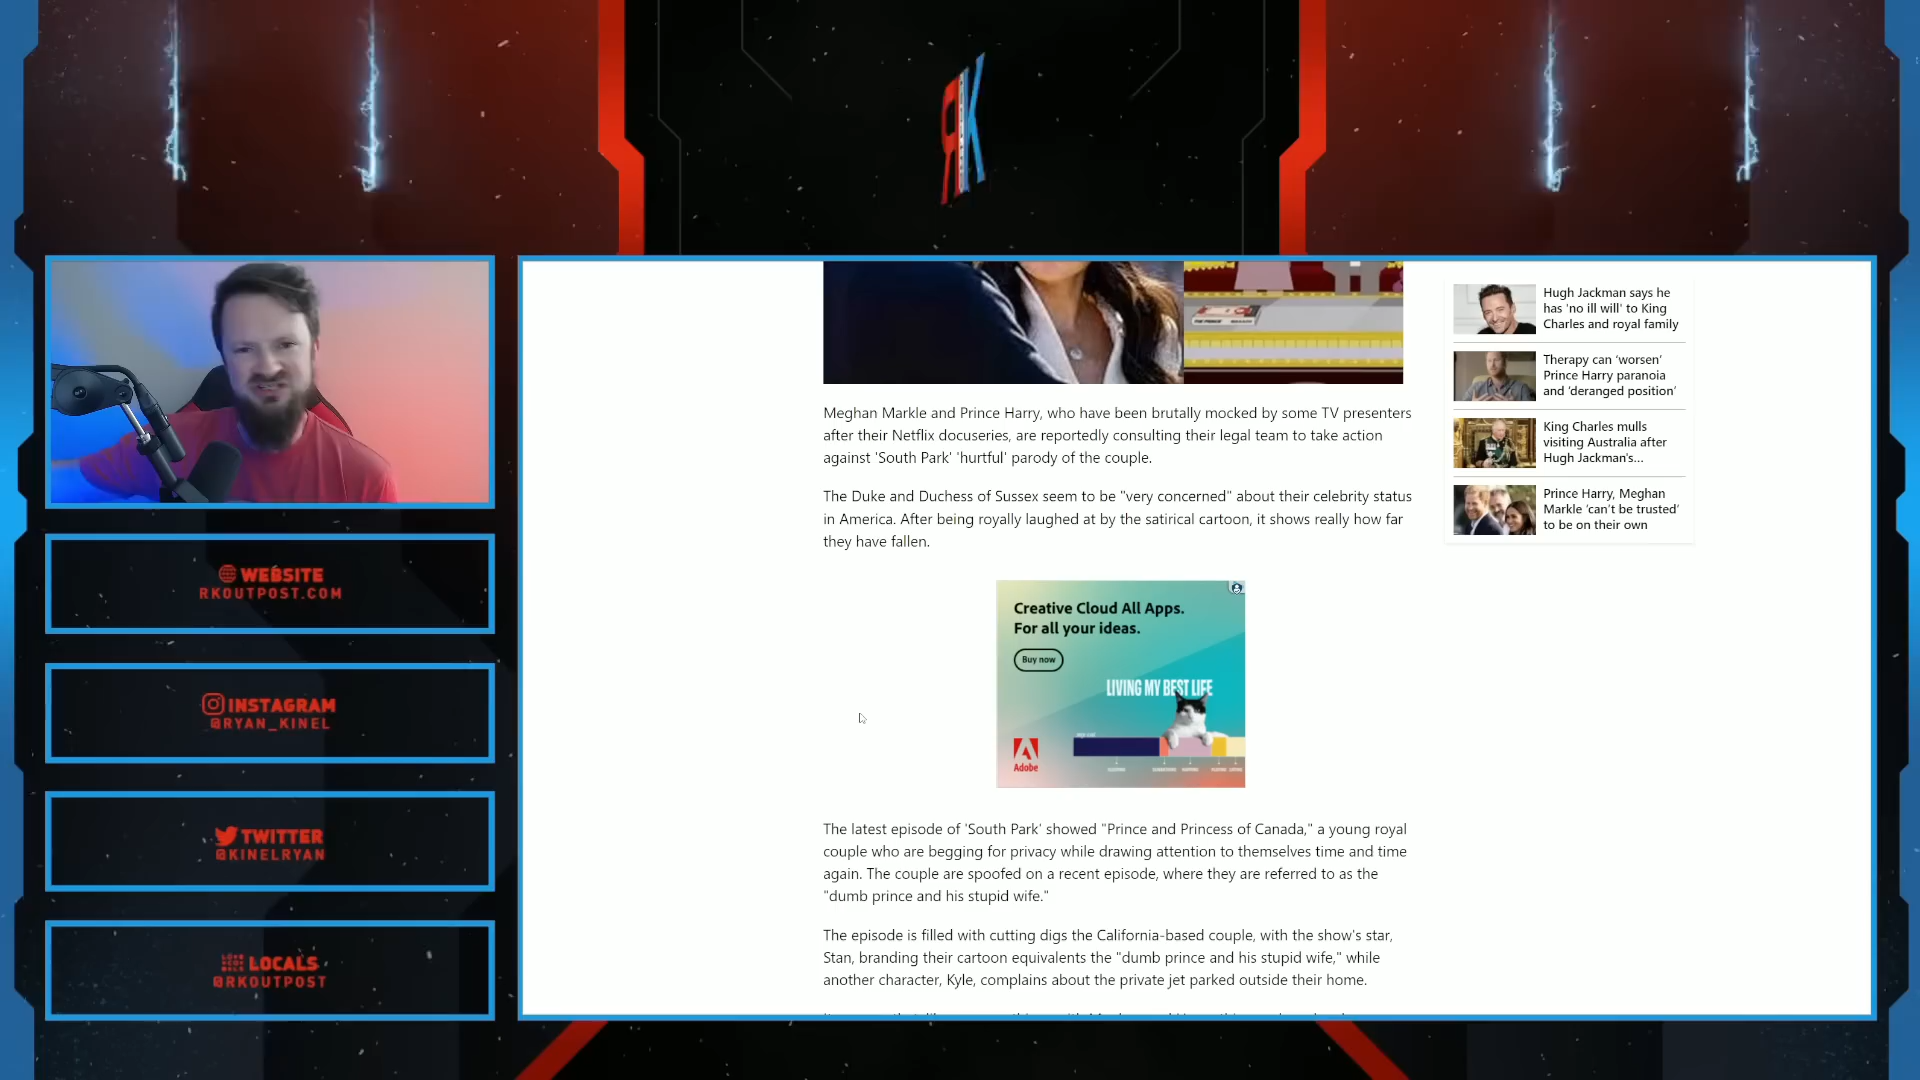 WEBSITE
RKOUTPOST.COM
INSTAGRAM
@RYAN_KINEL
TWITTER
@KINELRYAN
LOCALS
@RKOUTPOST
Meghan Markle and Prince Harry, who have been brutally mocked by some TV presenters
after their Netflix docuseries, are reportedly consulting their legal team to take action
against 'South Park' 'hurtful' parody of the couple.
The Duke and Duchess of Sussex seem to be "very concerned" about their celebrity status
in America. After being royally laughed at by the satirical cartoon, it shows really how far
they have fallen.
Creative Cloud All Apps.
For all your ideas.
Buy now
LIVING MY BEST LIFE
Adobe
The latest episode of 'South Park' showed "Prince and Princess of Canada," a young royal
couple who are begging for privacy while drawing attention to themselves time and time
again. The couple are spoofed on a recent episode, where they are referred to as the
"dumb prince and his stupid wife."
The episode is filled with cutting digs the California-based couple, with the show's star,
Stan, branding their cartoon equivalents the "dumb prince and his stupid wife," while
another character, Kyle, complains about the private jet parked outside their home.
Hugh Jackman says he
has 'no ill will' to King
Charles and royal family
Therapy can ‘worsen’
Prince Harry paranoia
and ‘deranged position’
King Charles mulls
visiting Australia after
Hugh Jackman's...
Prince Harry, Meghan
Markle ‘can’t be trusted’
to be on their own